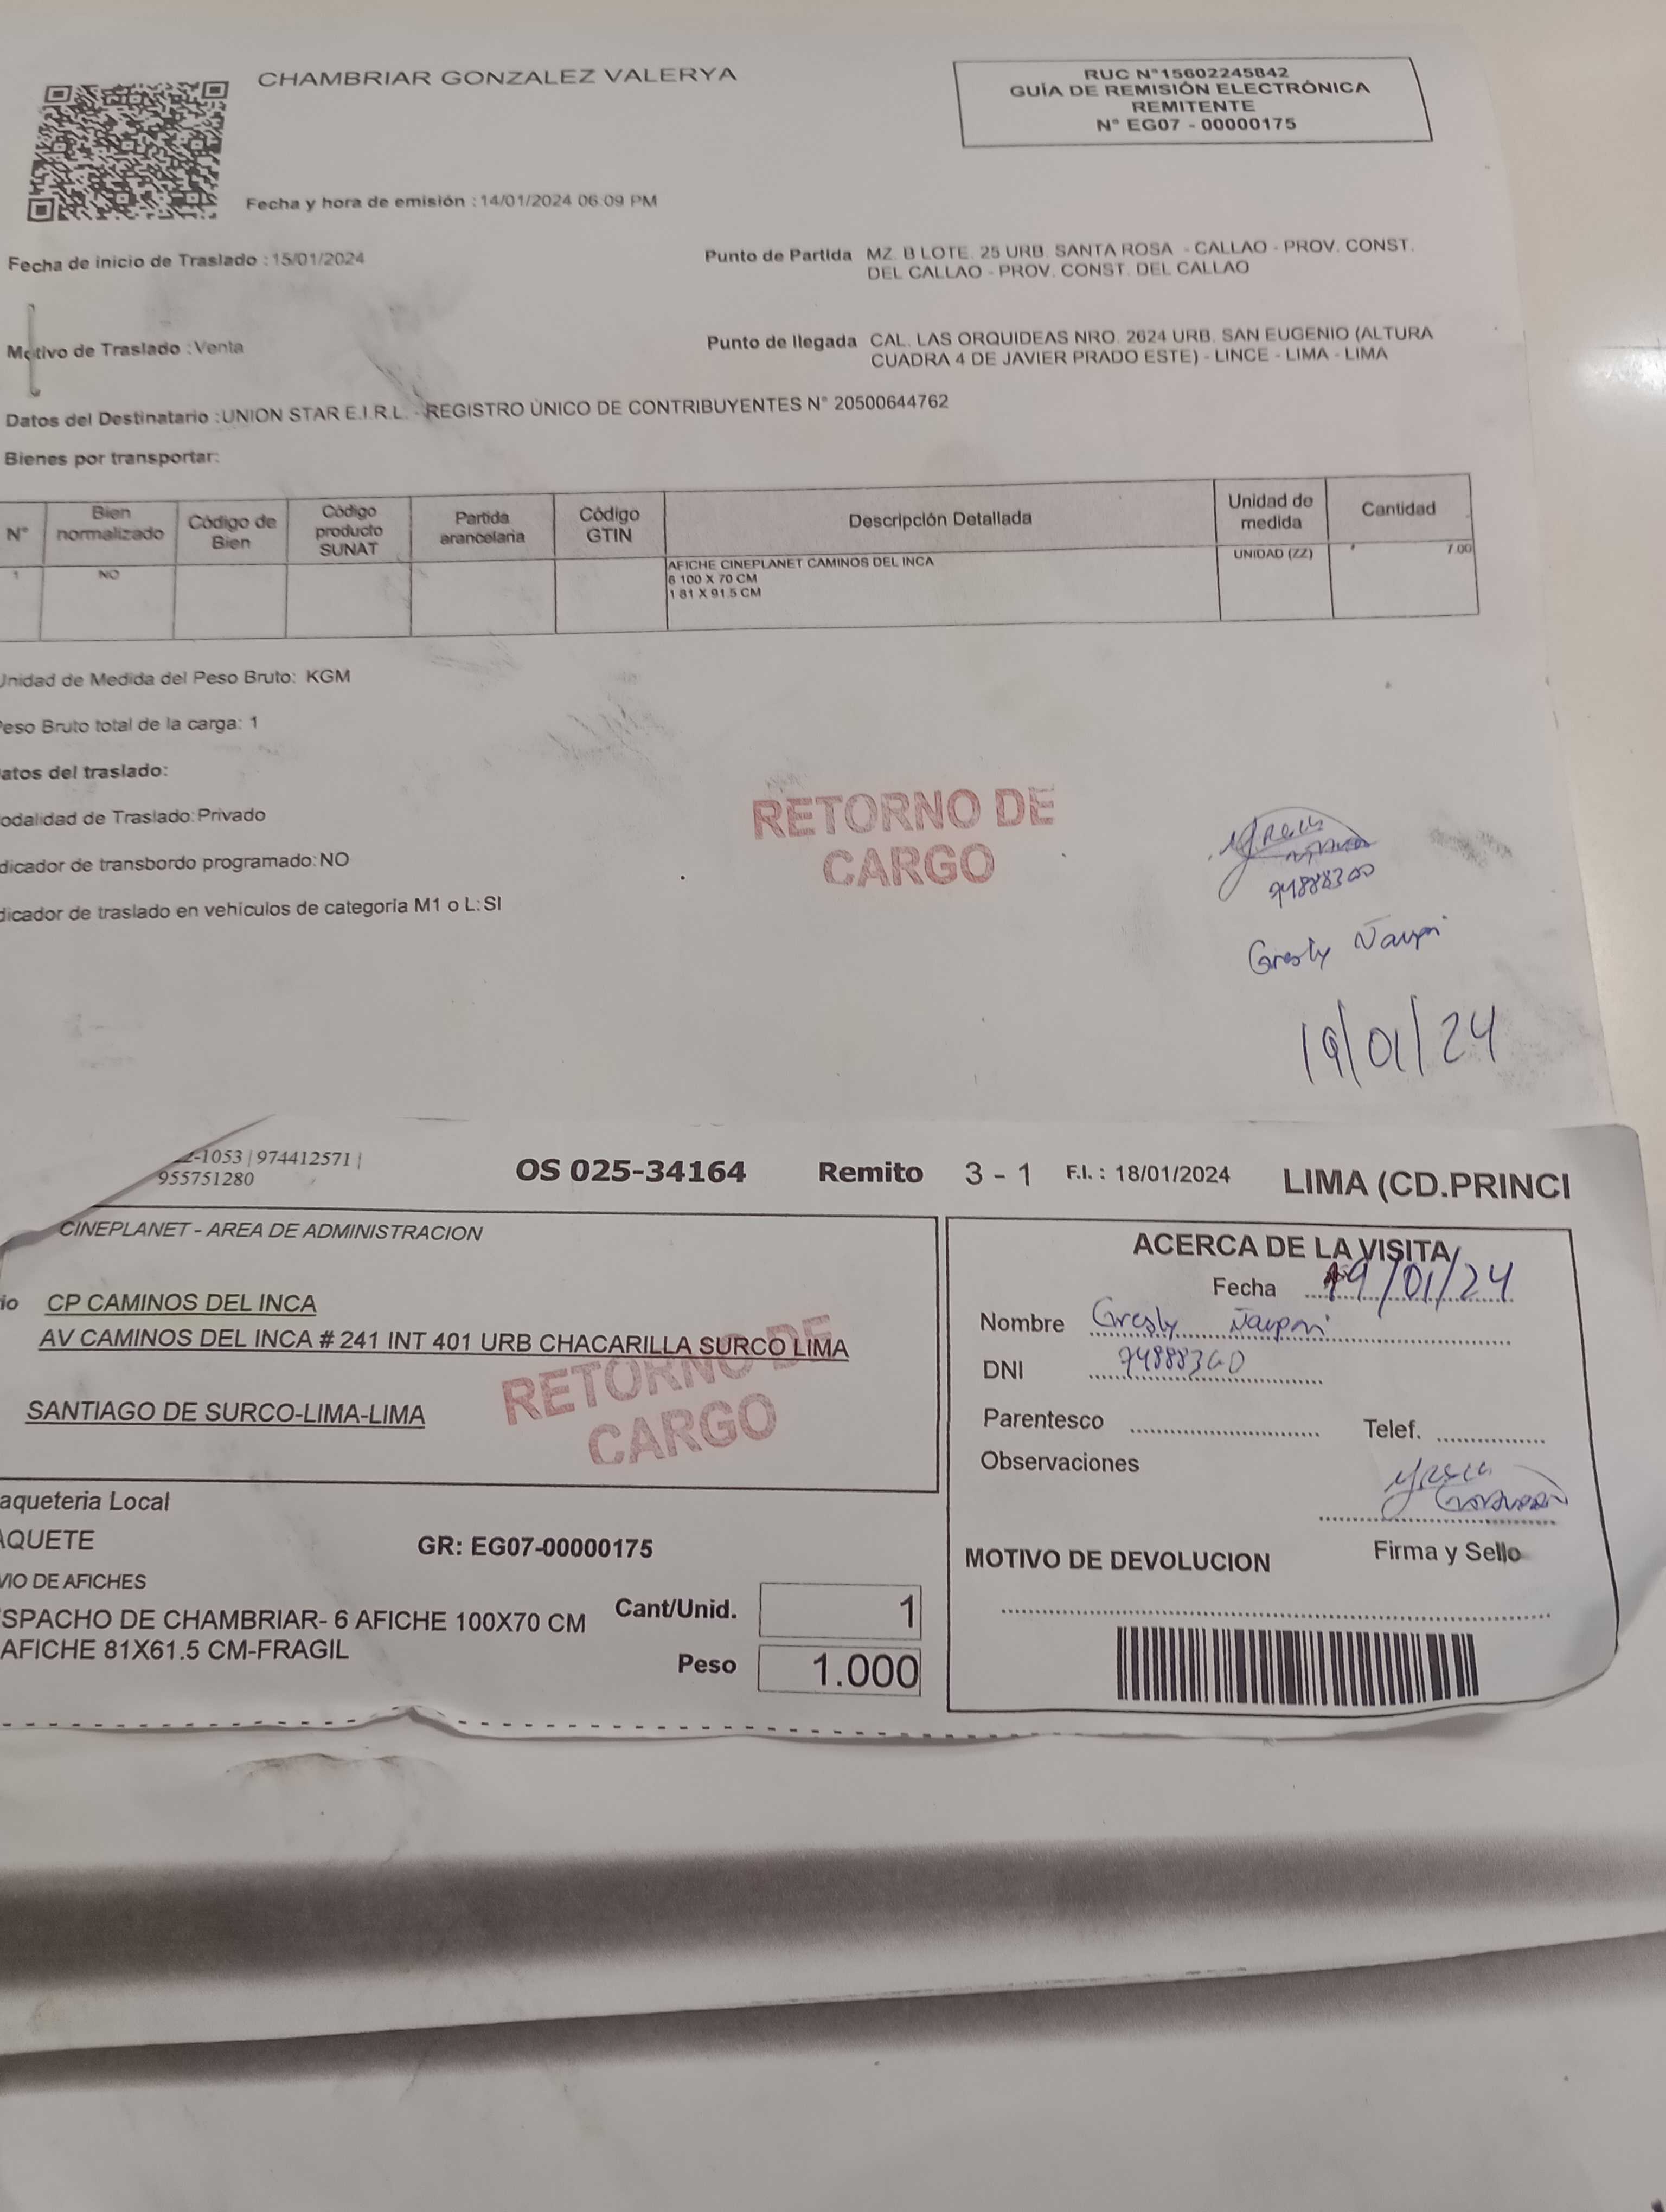 CHAMBRIAR GONZALEZ VALERYA
RUC N°15602245842
GUÍA DE REMISIÓN ELECTRÓNICA
REMITENTE
N° EG07 - 00000175
Fecha y hora de emisión : 14/01/2024 06:09 PM
Fecha de inicio de Traslado : 15/01/2024
Punto de Partida MZ. B LOTE. 25 URB. SANTA ROSA - CALLAO - PROV. CONST.
DEL CALLAO - PROV. CONST. DEL CALLAO
Motivo de Traslado : Venta
Punto de llegada CAL. LAS ORQUIDEAS NRO. 2624 URB. SAN EUGENIO (ALTURA
CUADRA 4 DE JAVIER PRADO ESTE) - LINCE - LIMA - LIMA
Datos del Destinatario : UNION STAR E.I.R.L. - REGISTRO ÚNICO DE CONTRIBUYENTES N° 20500644762
Bienes por transportar:
N° Bien normalizado Código de Bien Código producto SUNAT Partida arancelaria Código GTIN Descripción Detallada Unidad de medida Cantidad
1 NO AFICHE CINEPLANET CAMINOS DEL INCA UNIDAD (ZZ) 7.00
6 100 X 70 CM
1 81 X 91.5 CM
Unidad de Medida del Peso Bruto: KGM
Peso Bruto total de la carga: 1
atos del traslado:
odalidad de Traslado: Privado
dicador de transbordo programado: NO
dicador de traslado en vehículos de categoría M1 o L: SI
RETORNO DE
CARGO
Gresly Ñaupari
19/01/24
2-1053 | 974412571 |
955751280
OS 025-34164 Remito 3 - 1 F.I. : 18/01/2024 LIMA (CD.PRINCI
CINEPLANET - AREA DE ADMINISTRACION
io CP CAMINOS DEL INCA
AV CAMINOS DEL INCA # 241 INT 401 URB CHACARILLA SURCO LIMA
SANTIAGO DE SURCO-LIMA-LIMA
RETORNO DE
CARGO
aqueteria Local
AQUETE
GR: EG07-00000175
VIO DE AFICHES
SPACHO DE CHAMBRIAR- 6 AFICHE 100X70 CM
AFICHE 81X61.5 CM-FRAGIL
Cant/Unid. 1
Peso 1.000
ACERCA DE LA VISITA
Fecha 19/01/24
Nombre Gresly Ñaupari
DNI
Parentesco
Telef.
Observaciones
Firma y Sello
MOTIVO DE DEVOLUCION